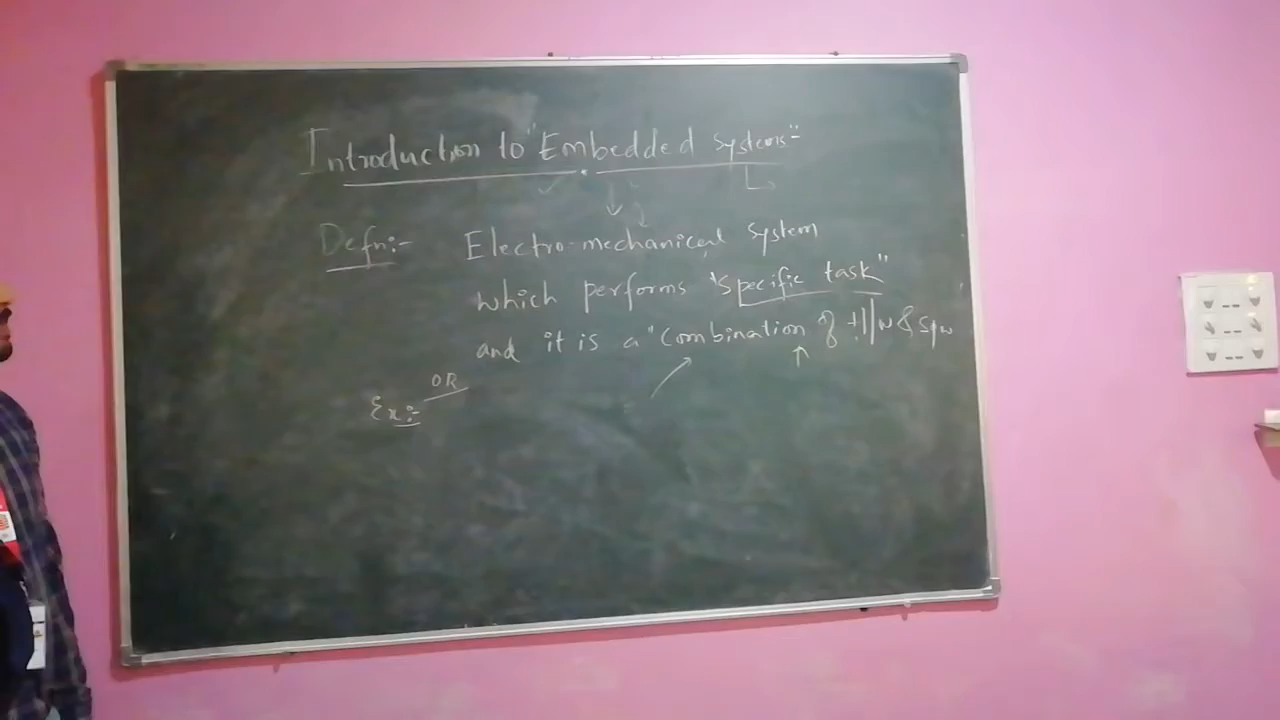 Introduction to "Embedded Systems"
Defn:- Electro-mechanical System
which performs "Specific task"
and it is a "Combination of H/w & S/w
OR
Ex:-